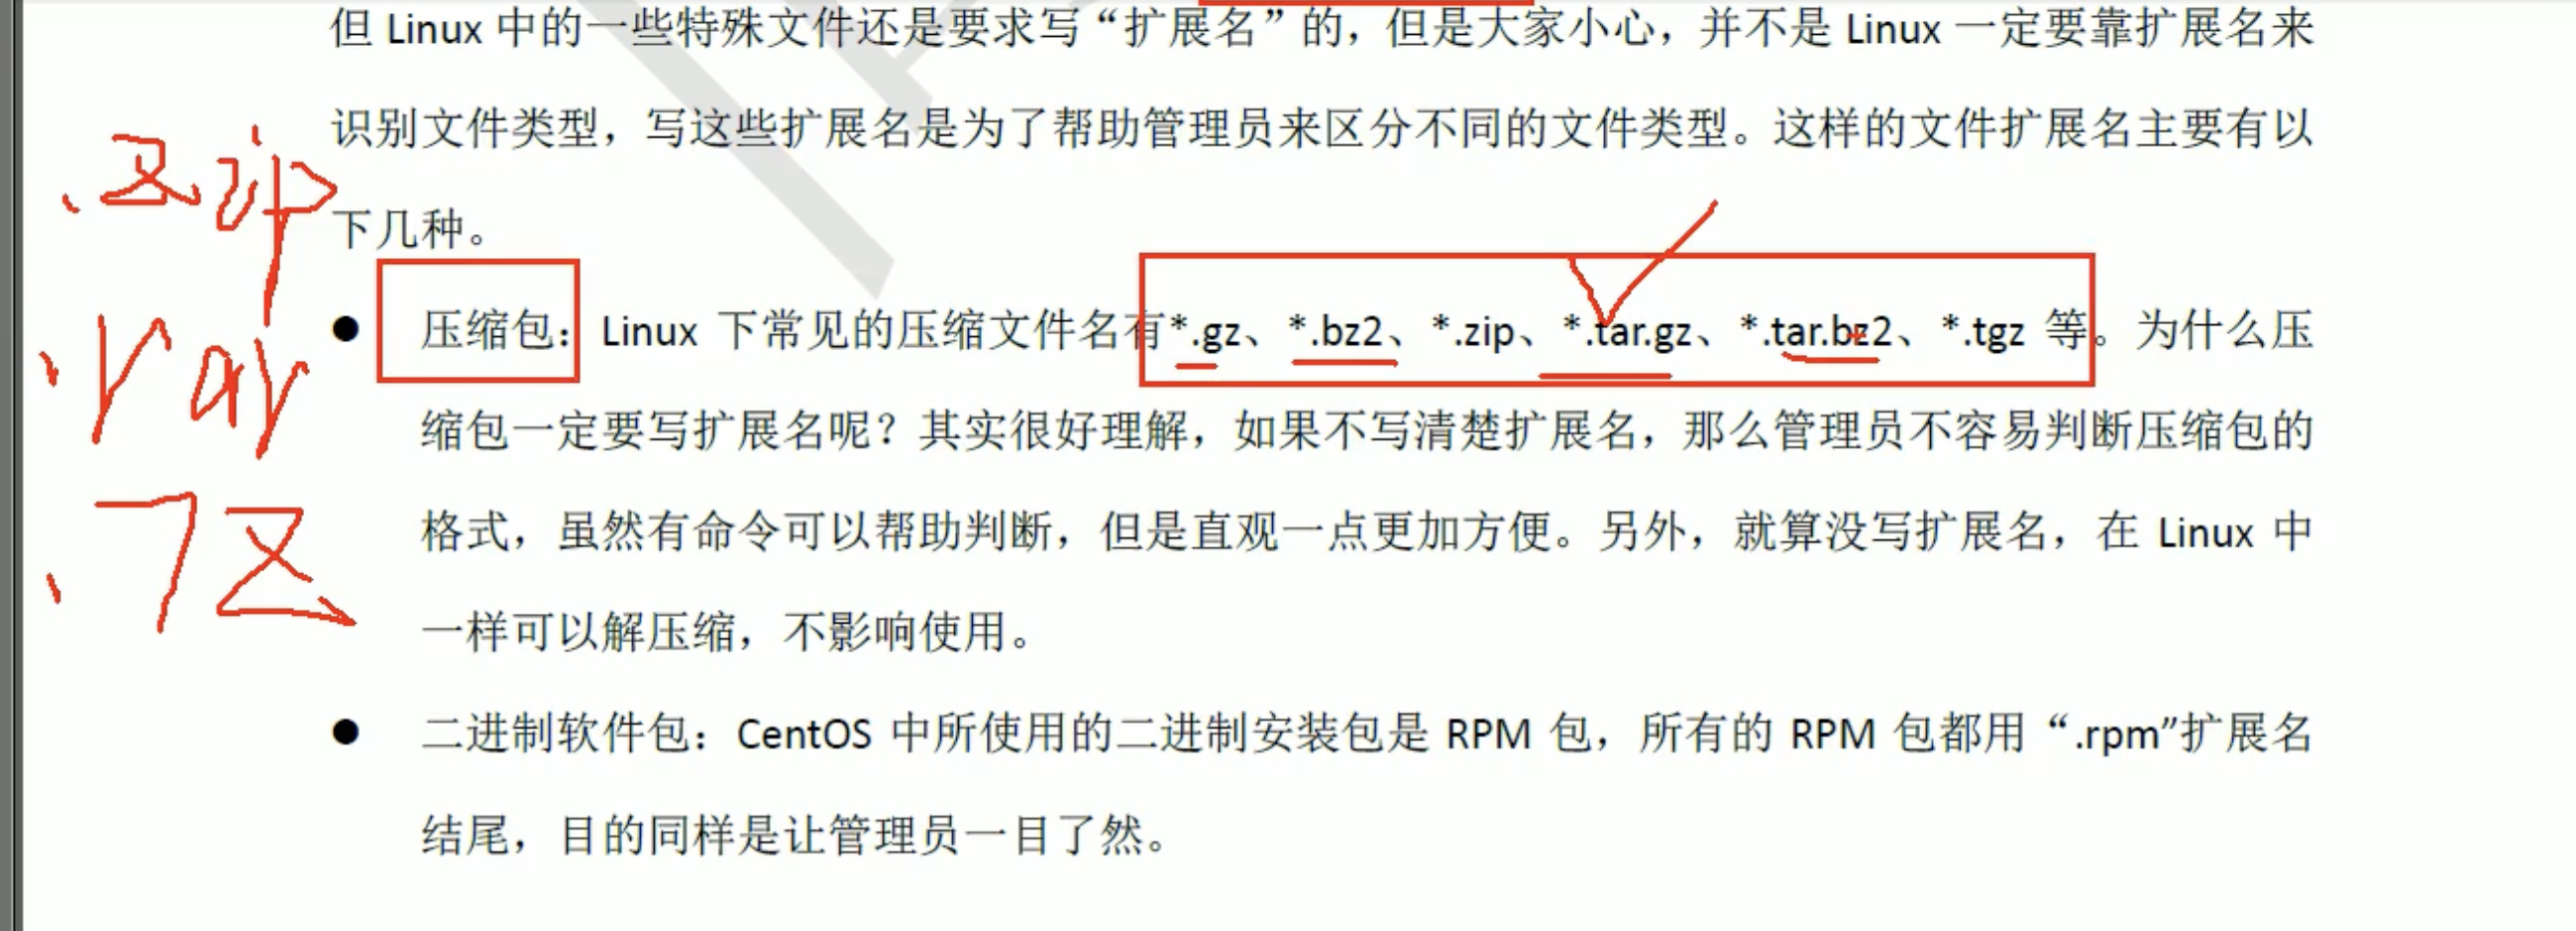 但 Linux 中的一些特殊文件还是要求写“扩展名”的，但是大家小心，并不是 Linux 一定要靠扩展名来
识别文件类型，写这些扩展名是为了帮助管理员来区分不同的文件类型。这样的文件扩展名主要有以
下几种。
.zip
● 压缩包：Linux 下常见的压缩文件名有*.gz、*.bz2、*.zip、*.tar.gz、*.tar.bz2、*.tgz 等。为什么压
.rar
缩包一定要写扩展名呢？其实很好理解，如果不写清楚扩展名，那么管理员不容易判断压缩包的
格式，虽然有命令可以帮助判断，但是直观一点更加方便。另外，就算没写扩展名，在 Linux 中
.7z
一样可以解压缩，不影响使用。
● 二进制软件包：CentOS 中所使用的二进制安装包是 RPM 包，所有的 RPM 包都用“.rpm”扩展名
结尾，目的同样是让管理员一目了然。